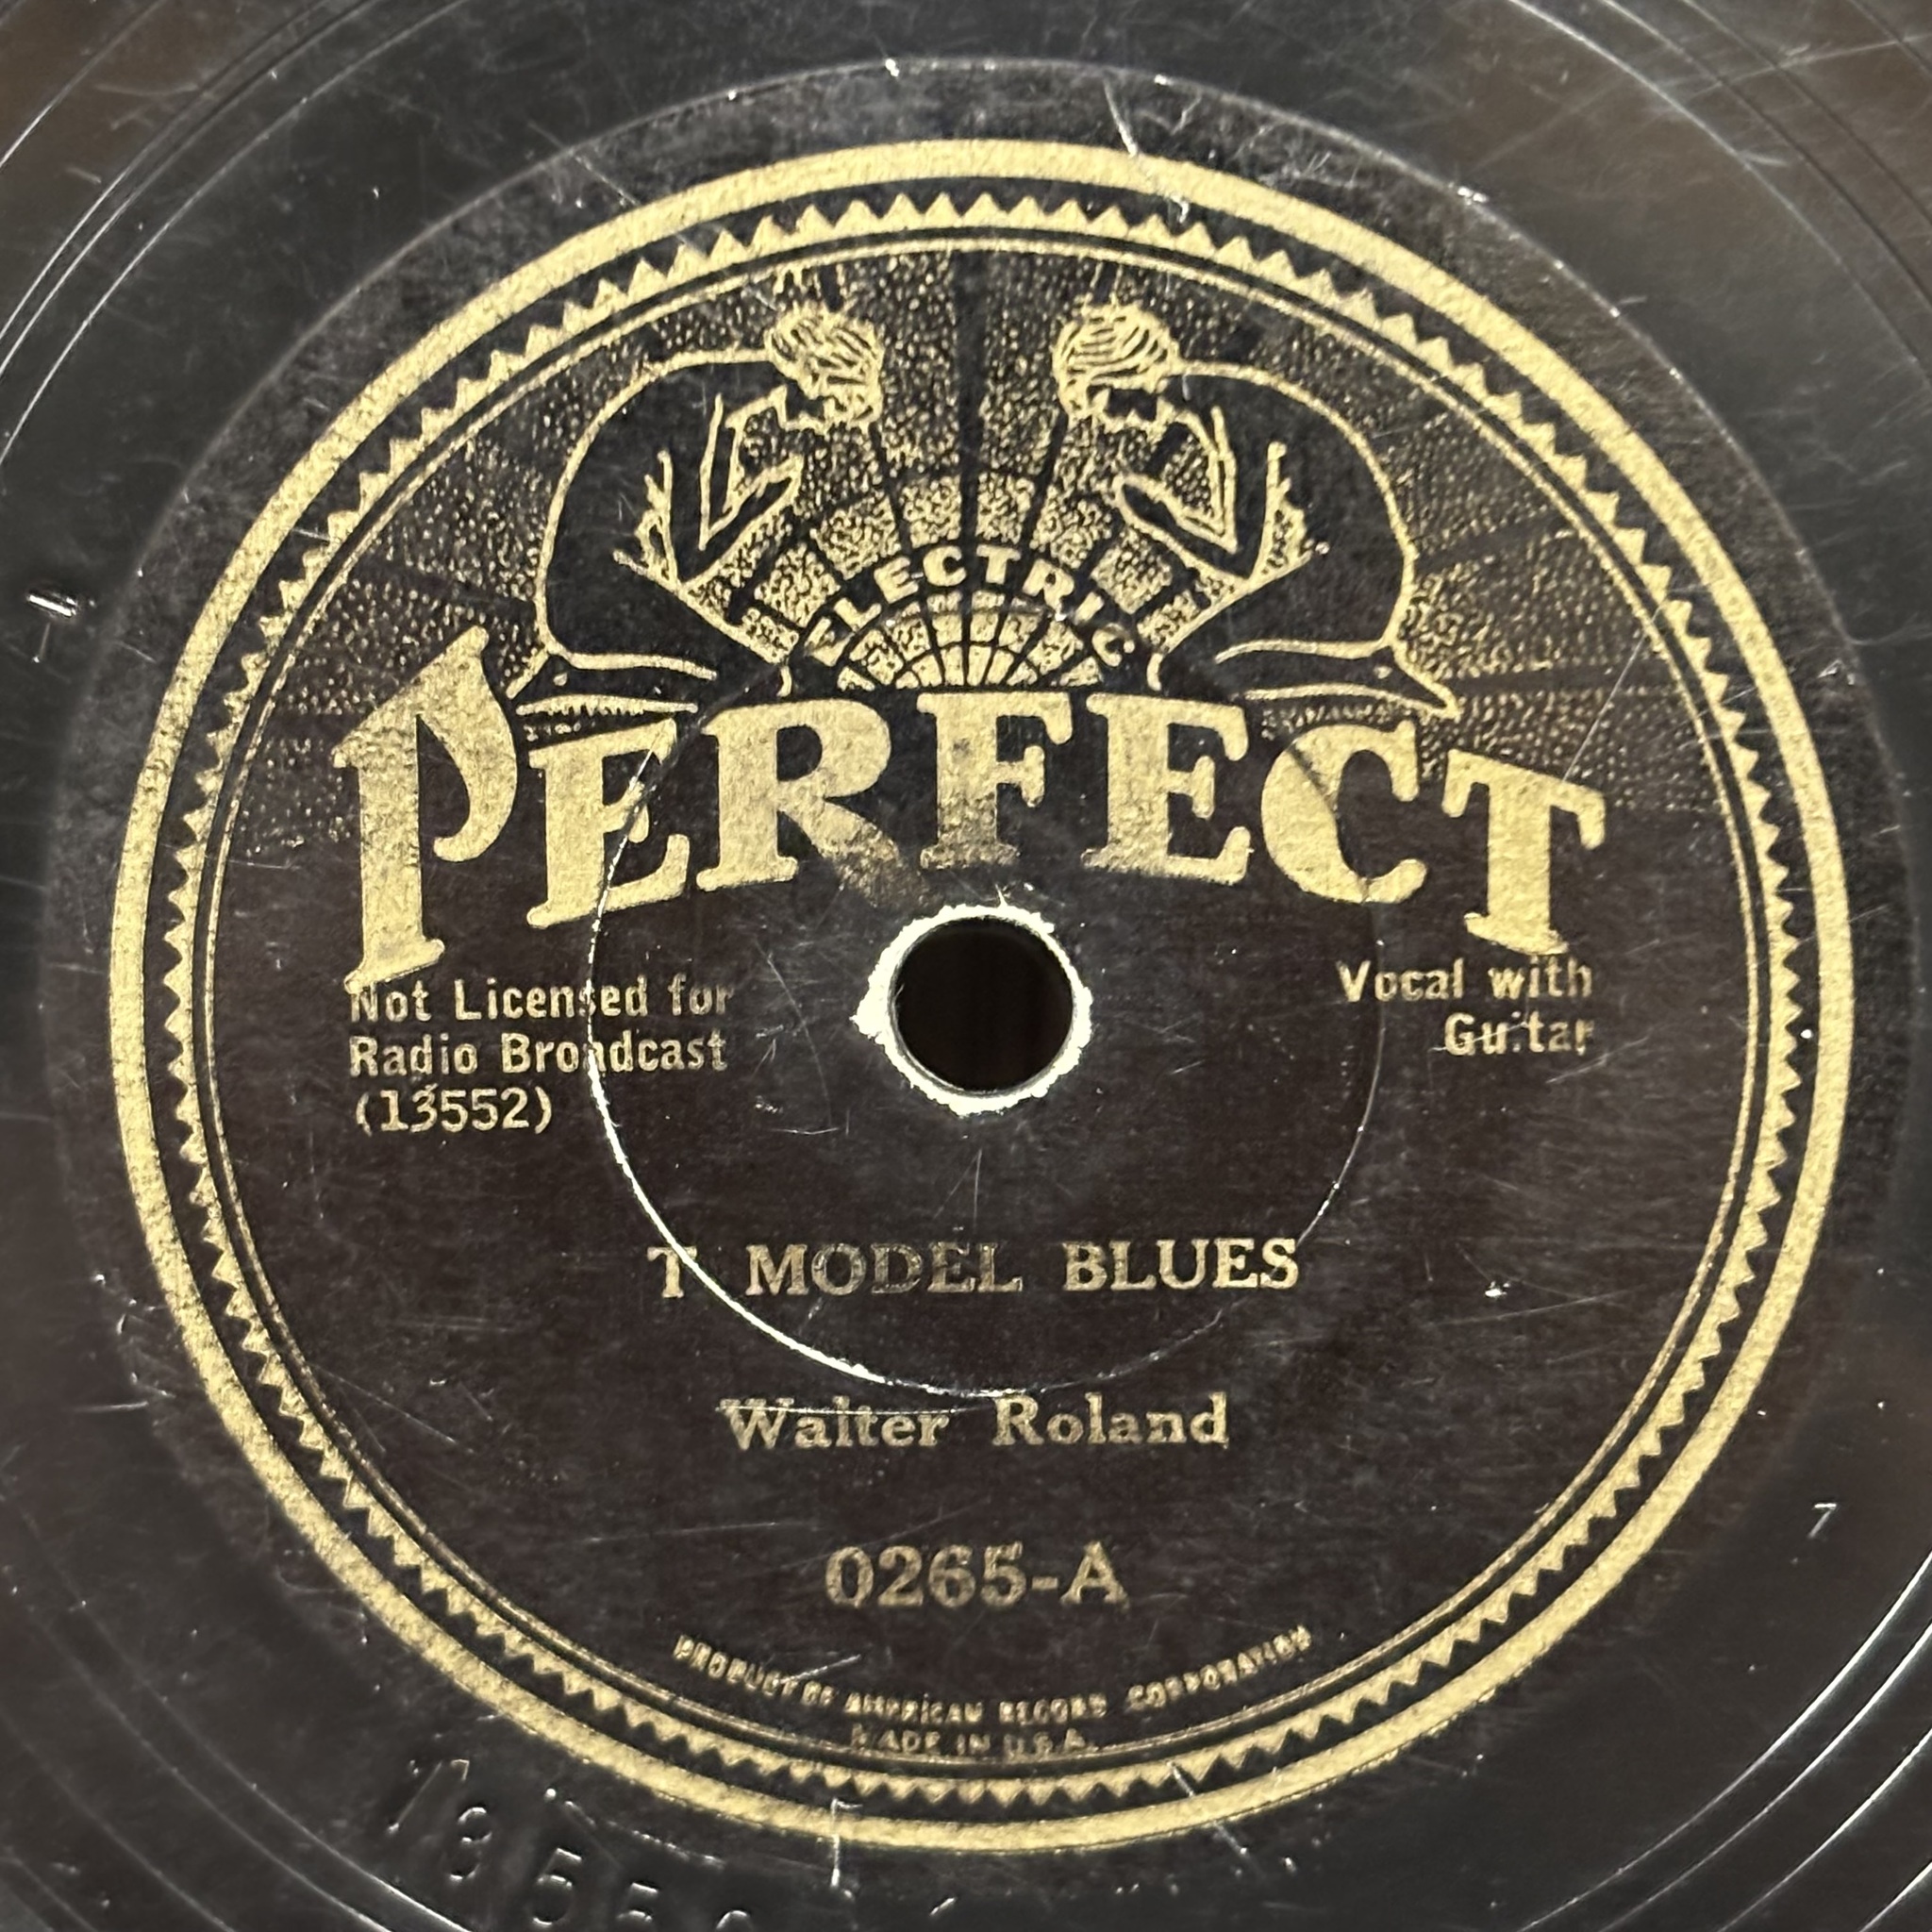 ELECTRIC
PERFECT
Not Licensed for
Radio Broadcast
(13552)
Vocal with
Guitar
T MODEL BLUES
Walter Roland
0265-A
PRODUCT OF AMERICAN RECORD CORPORATION
MADE IN U.S.A.
1355